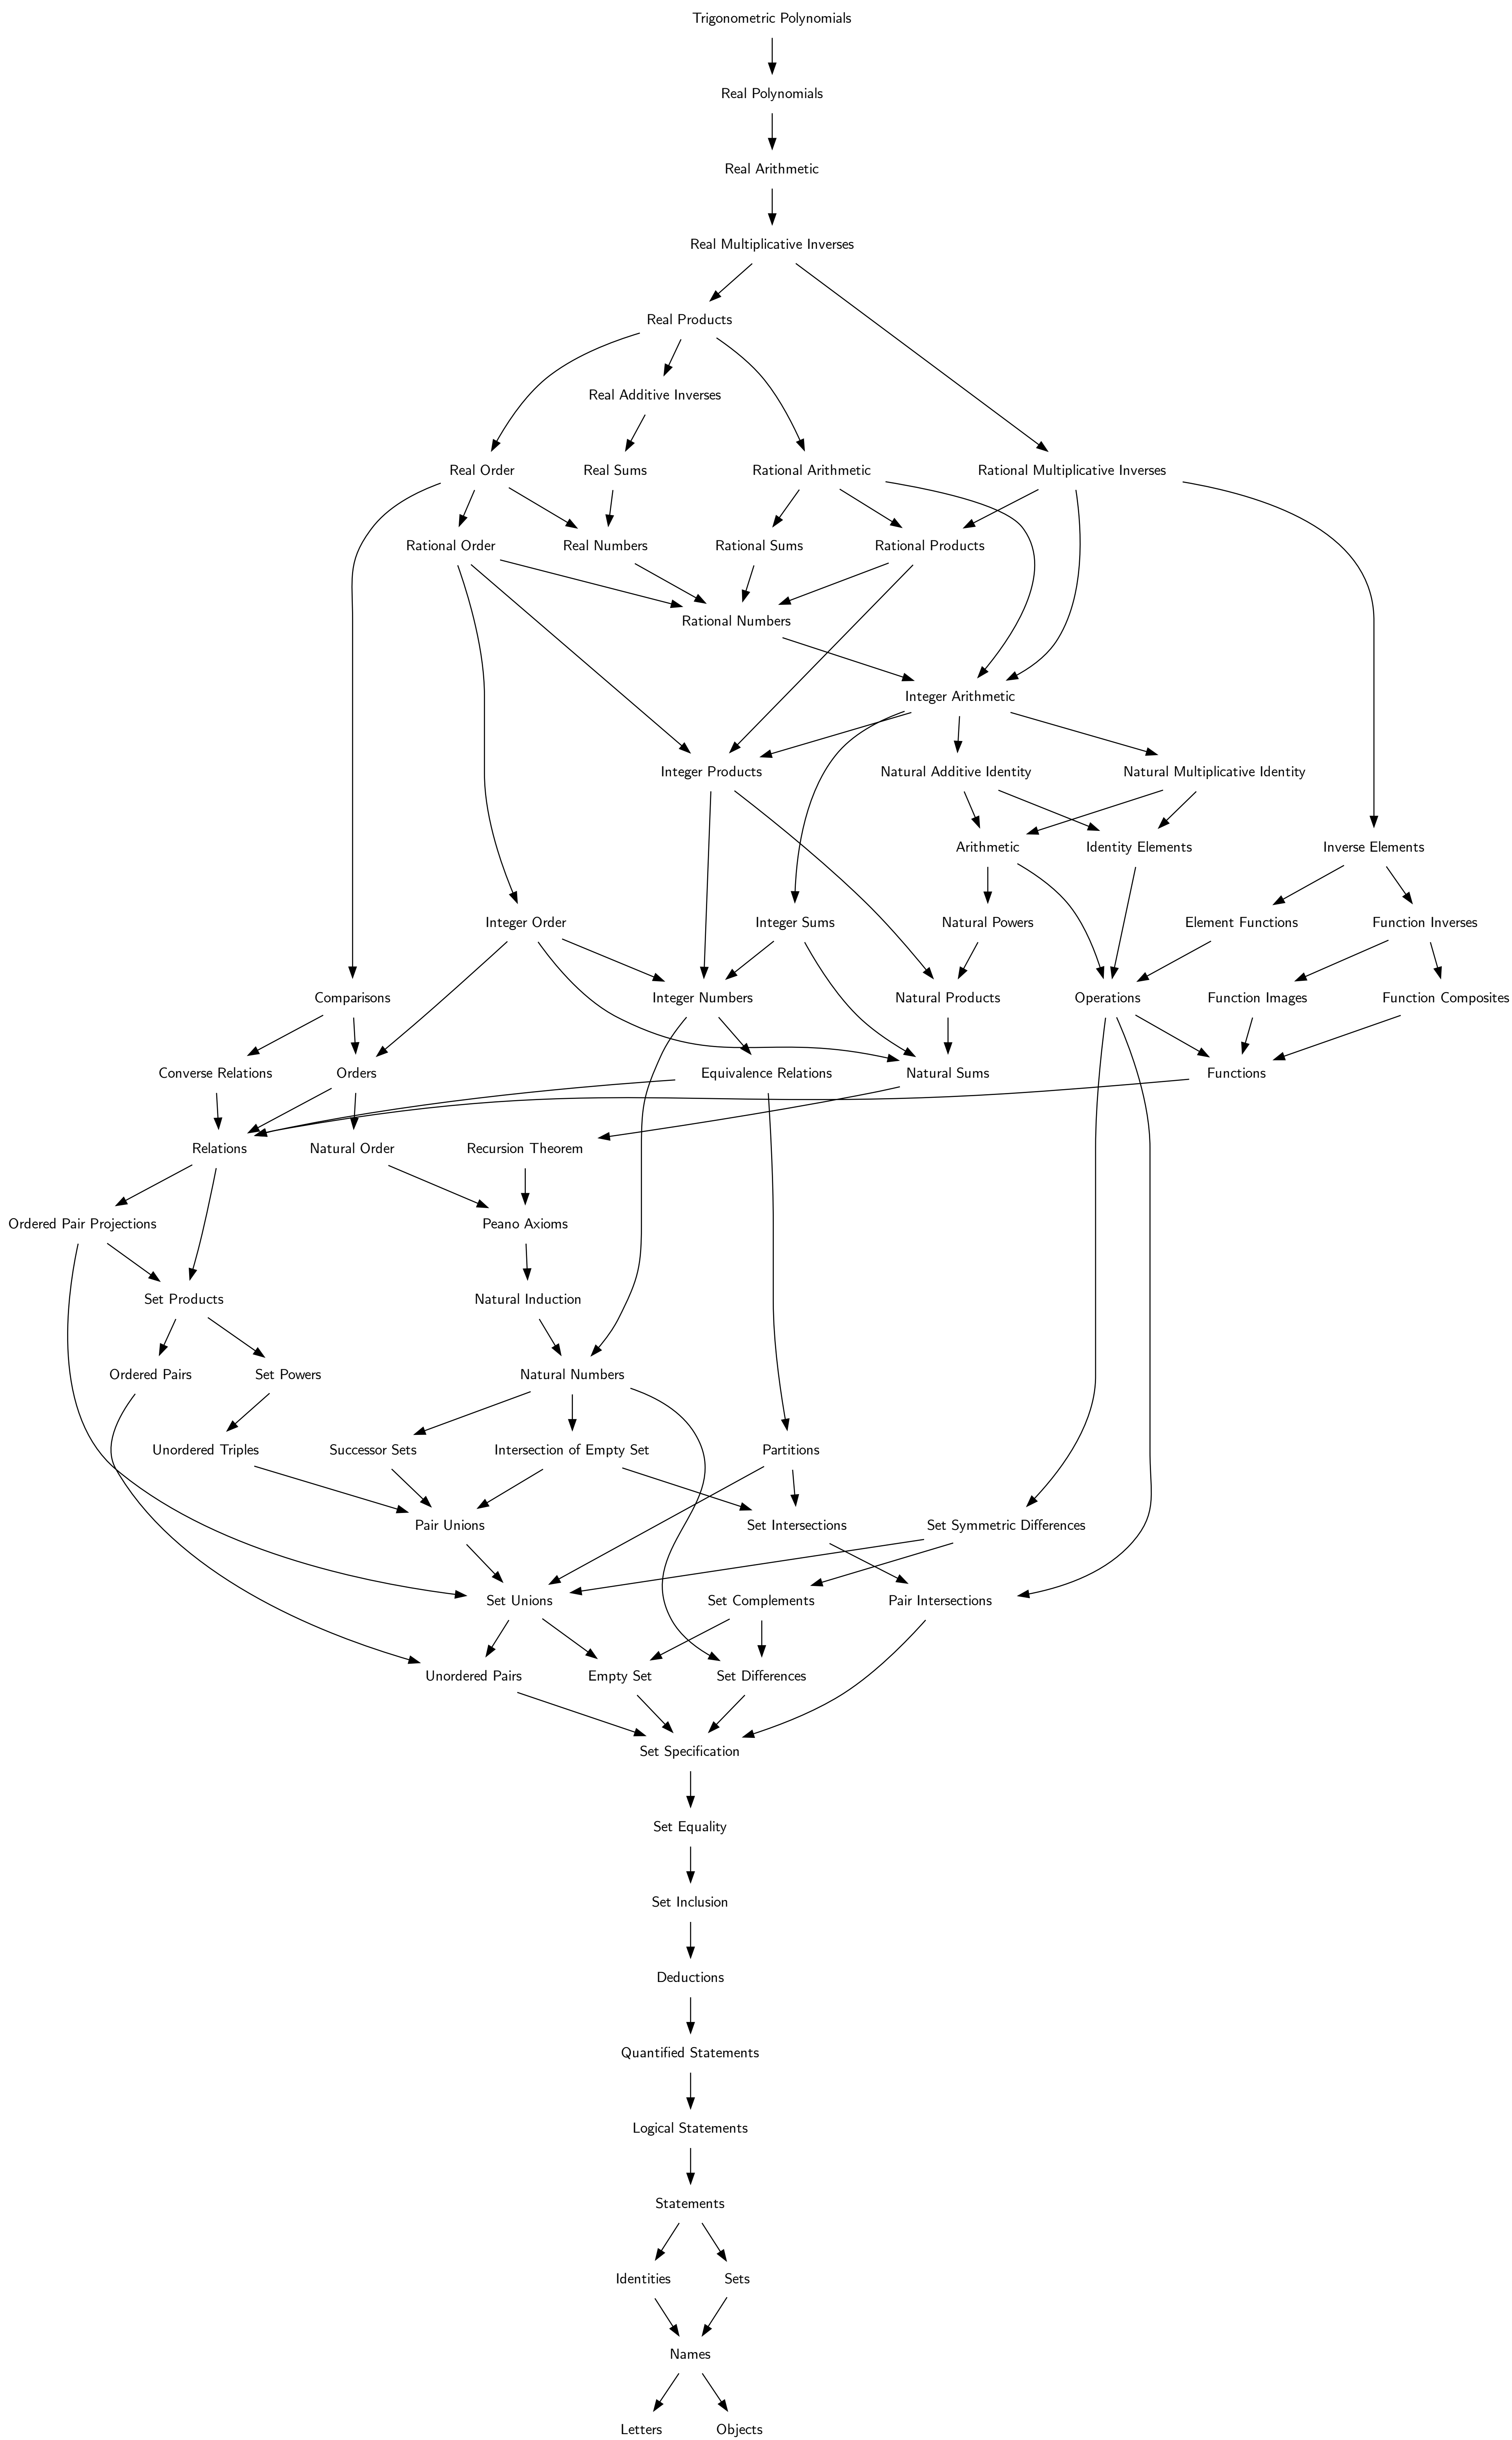 Trigonometric Polynomials
Real Polynomials
Real Arithmetic
Real Multiplicative Inverses
Real Products
Real Additive Inverses
Real Order
Real Sums
Rational Arithmetic
Rational Multiplicative Inverses
Rational Order
Real Numbers
Rational Sums
Rational Products
Rational Numbers
Integer Arithmetic
Integer Products
Natural Additive Identity
Natural Multiplicative Identity
Arithmetic
Identity Elements
Inverse Elements
Integer Order
Integer Sums
Natural Powers
Element Functions
Function Inverses
Comparisons
Integer Numbers
Natural Products
Operations
Function Images
Function Composites
Converse Relations
Orders
Equivalence Relations
Natural Sums
Functions
Relations
Natural Order
Recursion Theorem
Ordered Pair Projections
Peano Axioms
Set Products
Natural Induction
Ordered Pairs
Set Powers
Natural Numbers
Unordered Triples
Successor Sets
Intersection of Empty Set
Partitions
Pair Unions
Set Intersections
Set Symmetric Differences
Set Unions
Set Complements
Pair Intersections
Unordered Pairs
Empty Set
Set Differences
Set Specification
Set Equality
Set Inclusion
Deductions
Quantified Statements
Logical Statements
Statements
Identities
Sets
Names
Letters
Objects